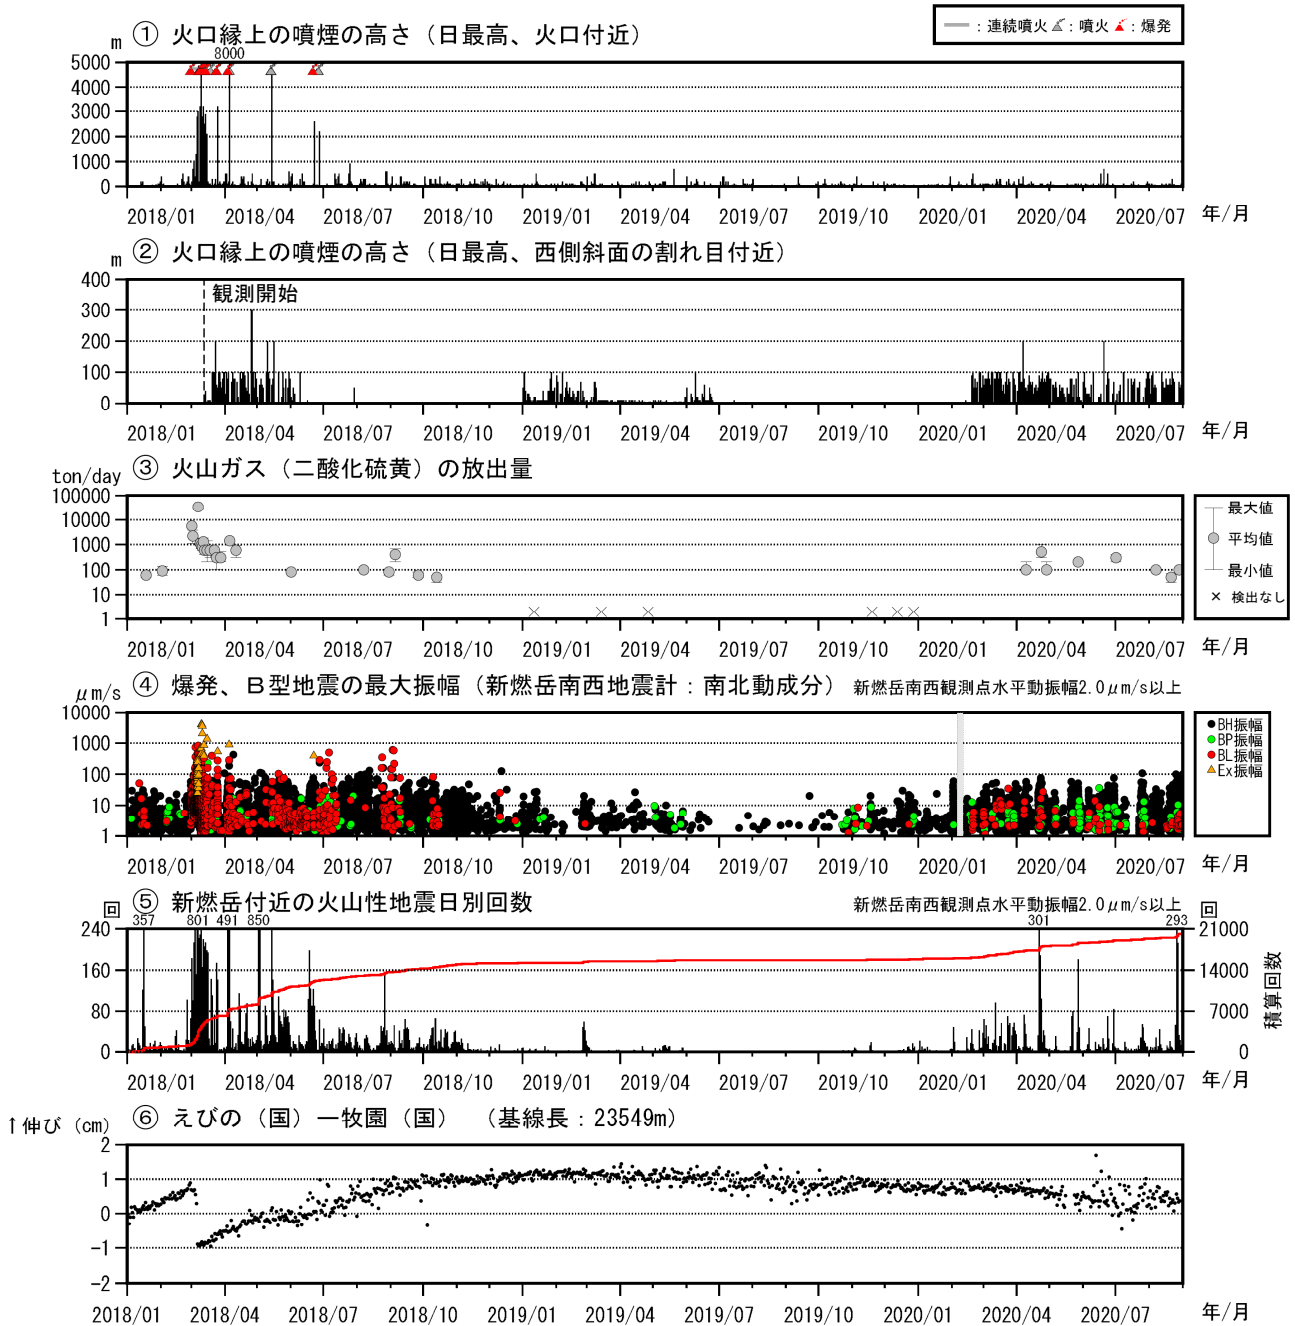 ① 火口縁上の噴煙の高さ（日最高、火口付近）
━ : 連続噴火 : 噴火 : 爆発
m
8000
5000
4000
3000
2000
1000
0
2018/01 2018/04 2018/07 2018/10 2019/01 2019/04 2019/07 2019/10 2020/01 2020/04 2020/07 年/月
② 火口縁上の噴煙の高さ（日最高、西側斜面の割れ目付近）
m
観測開始
400
300
200
100
0
2018/01 2018/04 2018/07 2018/10 2019/01 2019/04 2019/07 2019/10 2020/01 2020/04 2020/07 年/月
③ 火山ガス（二酸化硫黄）の放出量
ton/day
100000
10000
1000
100
10
1
最大値
平均値
最小値
× 検出なし
2018/01 2018/04 2018/07 2018/10 2019/01 2019/04 2019/07 2019/10 2020/01 2020/04 2020/07 年/月
④ 爆発、Ｂ型地震の最大振幅（新燃岳南西地震計：南北動成分） 新燃岳南西観測点水平動振幅2.0μm/s以上
μm/s
10000
1000
100
10
1
BH振幅
BP振幅
BL振幅
Ex振幅
2018/01 2018/04 2018/07 2018/10 2019/01 2019/04 2019/07 2019/10 2020/01 2020/04 2020/07 年/月
⑤ 新燃岳付近の火山性地震日別回数 新燃岳南西観測点水平動振幅2.0μm/s以上
回 回
357 801 491 850 301 293
240 21000
160 14000
80 7000
0 0
積算回数
2018/01 2018/04 2018/07 2018/10 2019/01 2019/04 2019/07 2019/10 2020/01 2020/04 2020/07 年/月
⑥ えびの（国）－牧園（国） （基線長：23549m）
↑伸び（cm）
2
1
0
-1
-2
2018/01 2018/04 2018/07 2018/10 2019/01 2019/04 2019/07 2019/10 2020/01 2020/04 2020/07 年/月